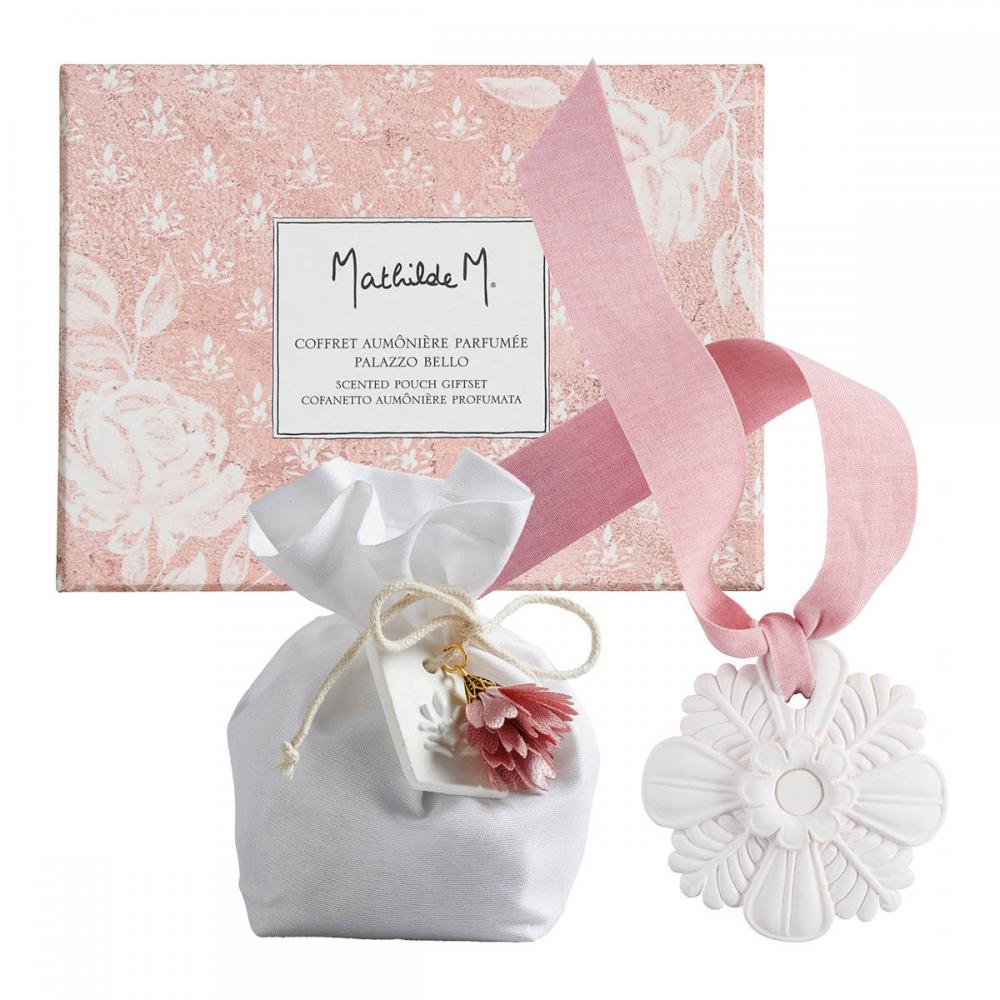 Mathilde M.®
COFFRET AUMÔNIÈRE PARFUMÉE
PALAZZO BELLO
SCENTED POUCH GIFTSET
COFANETTO AUMÔNIÈRE PROFUMATA